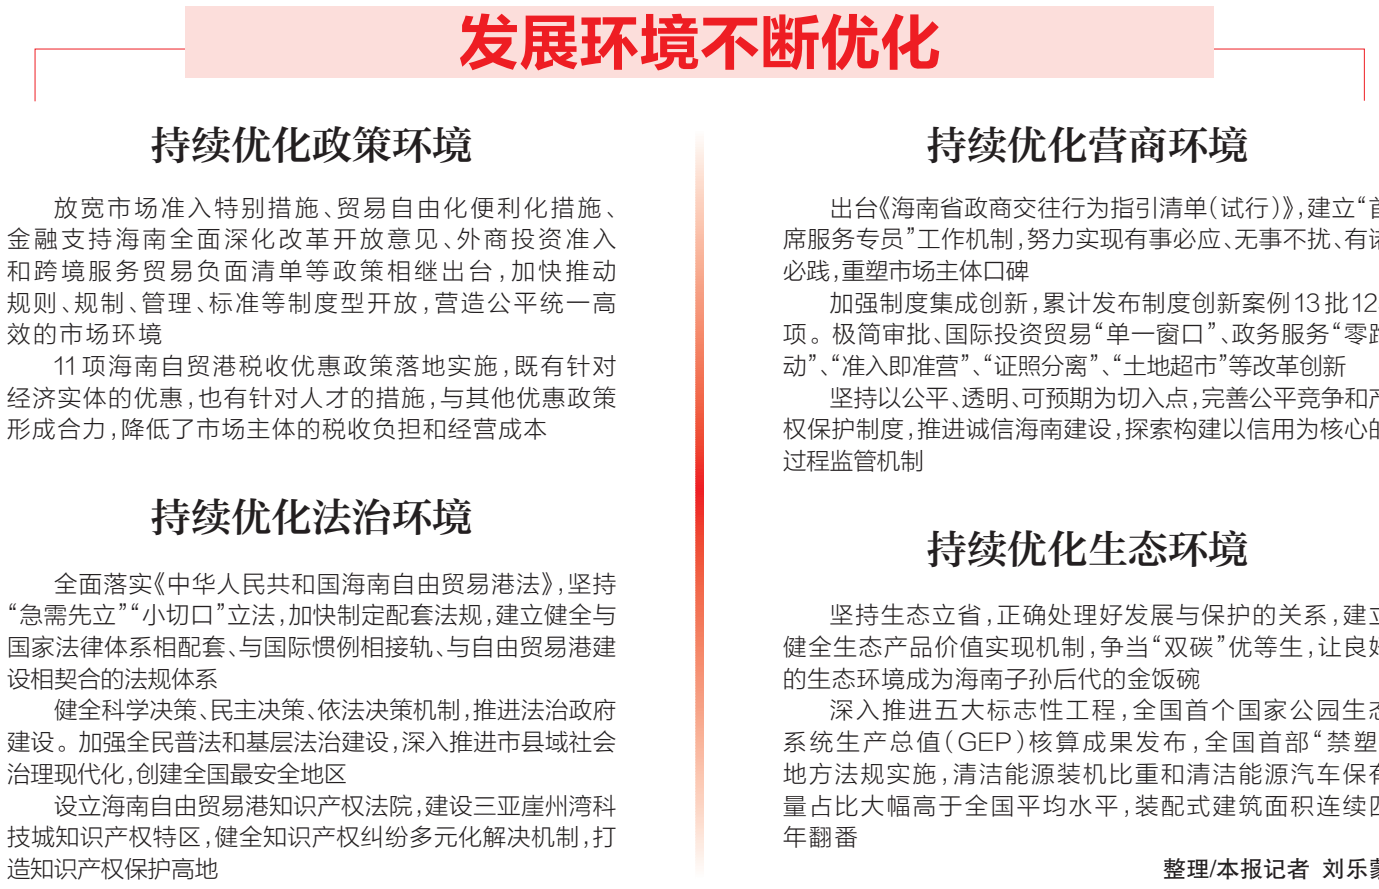 发展环境不断优化
持续优化政策环境
放宽市场准入特别措施、贸易自由化便利化措施、
金融支持海南全面深化改革开放意见、外商投资准入
和跨境服务贸易负面清单等政策相继出台,加快推动
规则、规制、管理、标准等制度型开放,营造公平统一高
效的市场环境
11项海南自贸港税收优惠政策落地实施,既有针对
经济实体的优惠,也有针对人才的措施,与其他优惠政策
形成合力,降低了市场主体的税收负担和经营成本
持续优化法治环境
全面落实《中华人民共和国海南自由贸易港法》,坚持
“急需先立”“小切口”立法,加快制定配套法规,建立健全与
国家法律体系相配套、与国际惯例相接轨、与自由贸易港建
设相契合的法规体系
健全科学决策、民主决策、依法决策机制,推进法治政府
建设。加强全民普法和基层法治建设,深入推进市县域社会
治理现代化,创建全国最安全地区
设立海南自由贸易港知识产权法院,建设三亚崖州湾科
技城知识产权特区,健全知识产权纠纷多元化解决机制,打
造知识产权保护高地
持续优化营商环境
出台《海南省政商交往行为指引清单(试行)》,建立“首
席服务专员”工作机制,努力实现有事必应、无事不扰、有诺
必践,重塑市场主体口碑
加强制度集成创新,累计发布制度创新案例13批12
项。极简审批、国际投资贸易“单一窗口”、政务服务“零跑
动”、“准入即准营”、“证照分离”、“土地超市”等改革创新
坚持以公平、透明、可预期为切入点,完善公平竞争和产
权保护制度,推进诚信海南建设,探索构建以信用为核心的
过程监管机制
持续优化生态环境
坚持生态立省,正确处理好发展与保护的关系,建立
健全生态产品价值实现机制,争当“双碳”优等生,让良好
的生态环境成为海南子孙后代的金饭碗
深入推进五大标志性工程,全国首个国家公园生态
系统生产总值(GEP)核算成果发布,全国首部“禁塑
地方法规实施,清洁能源装机比重和清洁能源汽车保有
量占比大幅高于全国平均水平,装配式建筑面积连续四
年翻番
整理/本报记者 刘乐蒙